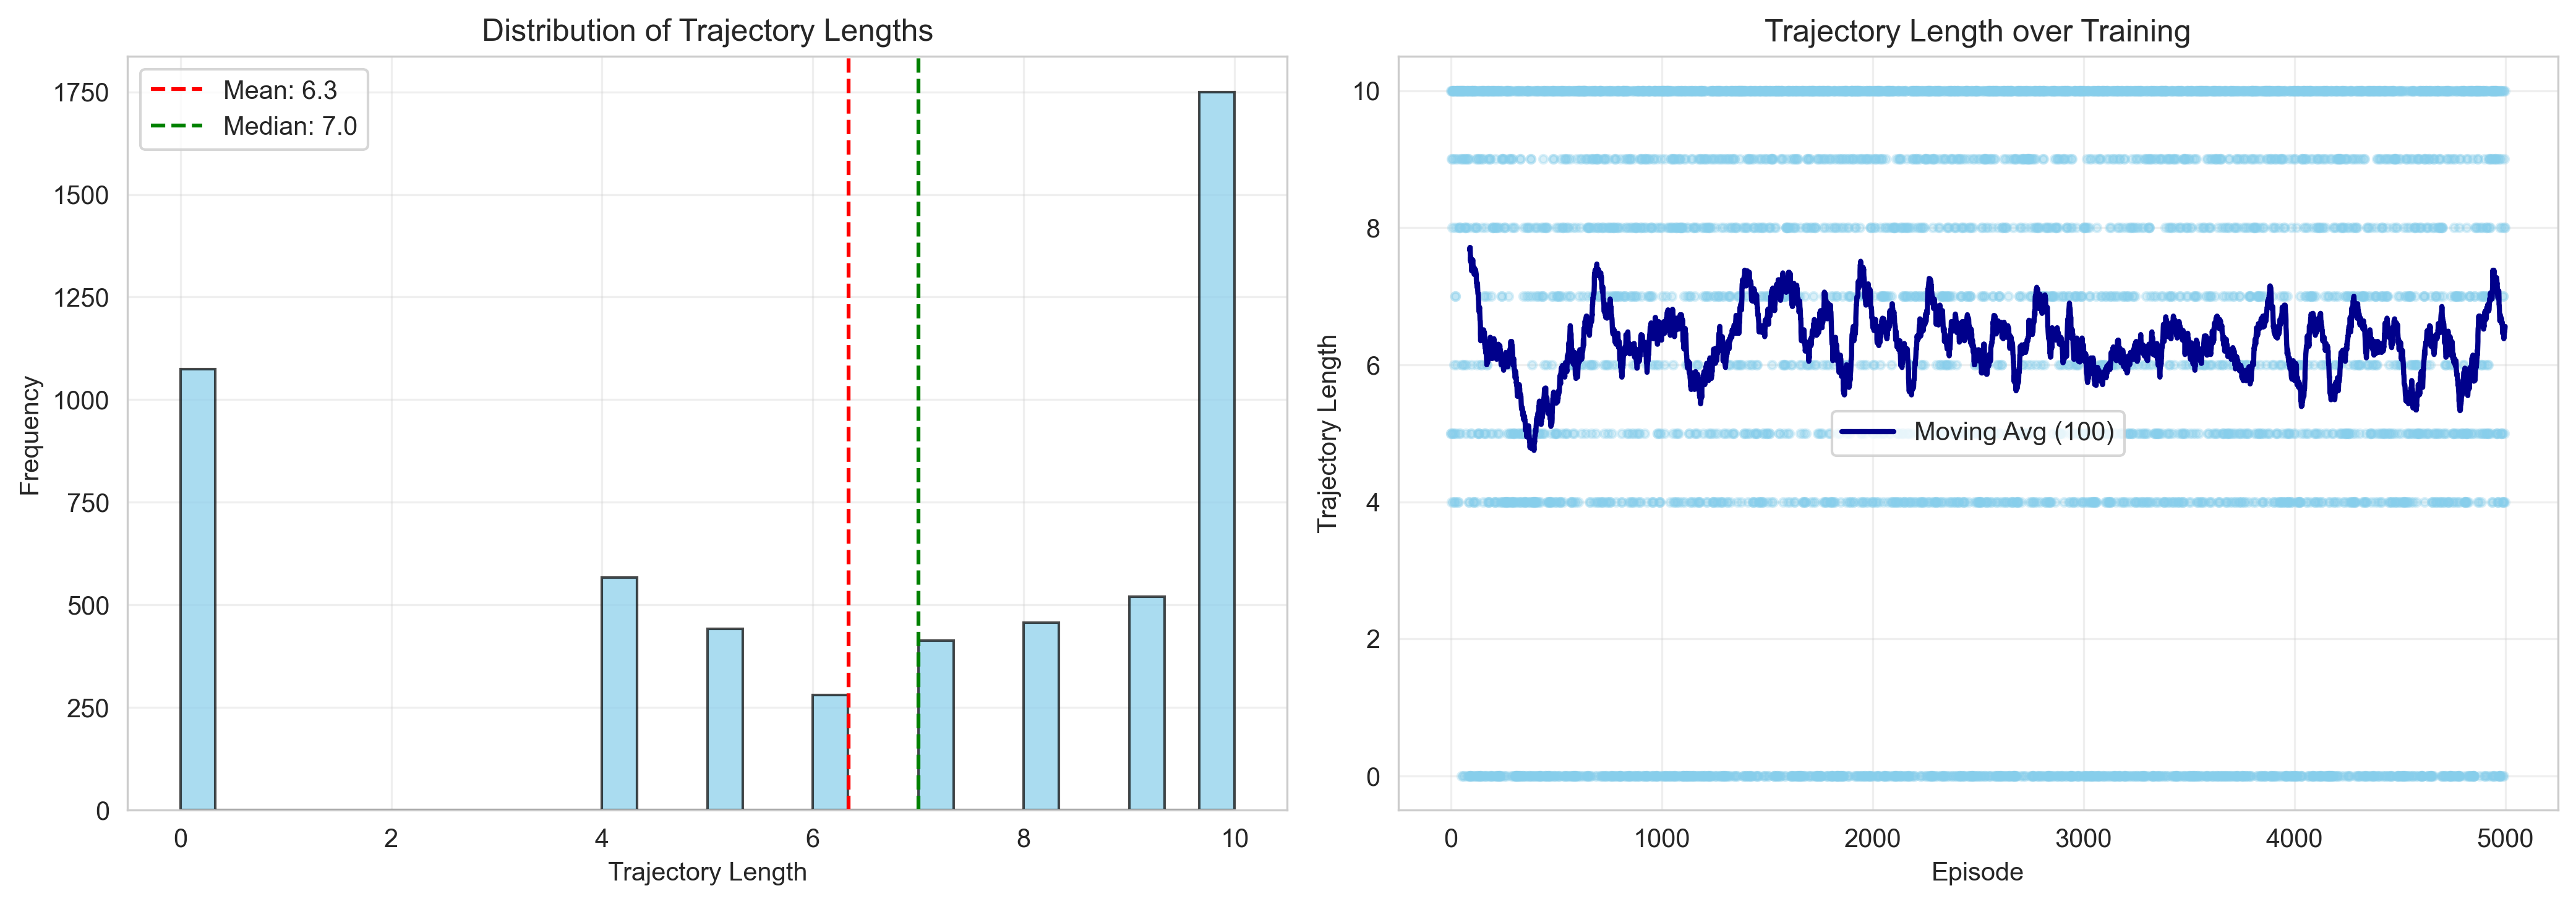 Distribution of Trajectory Lengths
Mean: 6.3
Median: 7.0
Frequency
1750
1500
1250
1000
750
500
250
0
0 2 4 6 8 10
Trajectory Length
Trajectory Length over Training
Trajectory Length
10
8
6
4
2
0
Moving Avg (100)
0 1000 2000 3000 4000 5000
Episode